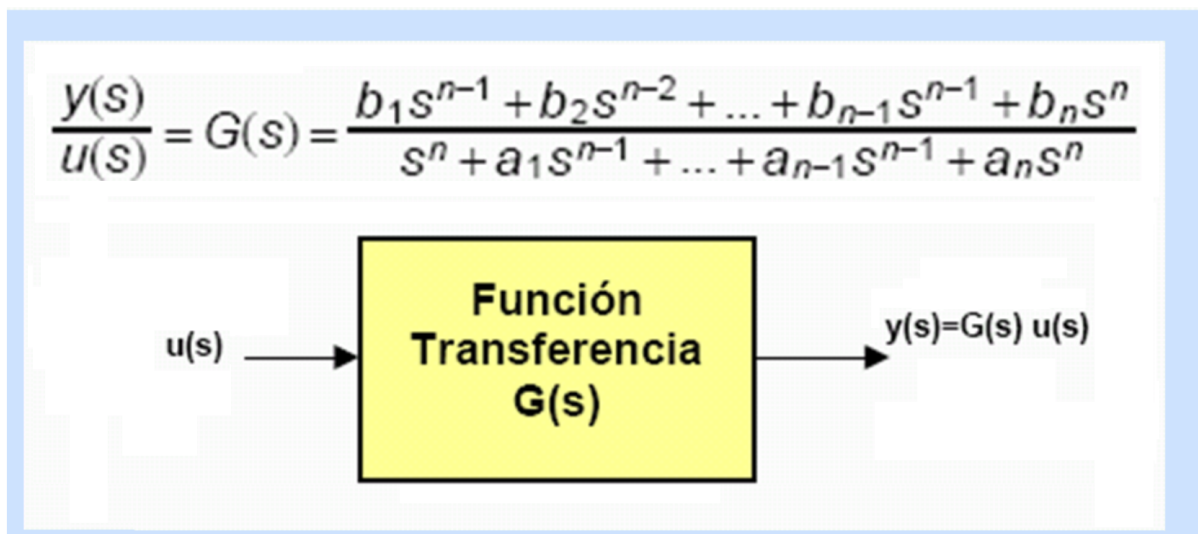 y(s)/u(s) = G(s) = (b₁sⁿ⁻¹ + b₂sⁿ⁻² + ... + bₙ₋₁sⁿ⁻¹ + bₙsⁿ)/(sⁿ + a₁sⁿ⁻¹ + ... + aₙ₋₁sⁿ⁻¹ + aₙsⁿ)
Función
Transferencia
G(s)
u(s)
y(s)=G(s) u(s)